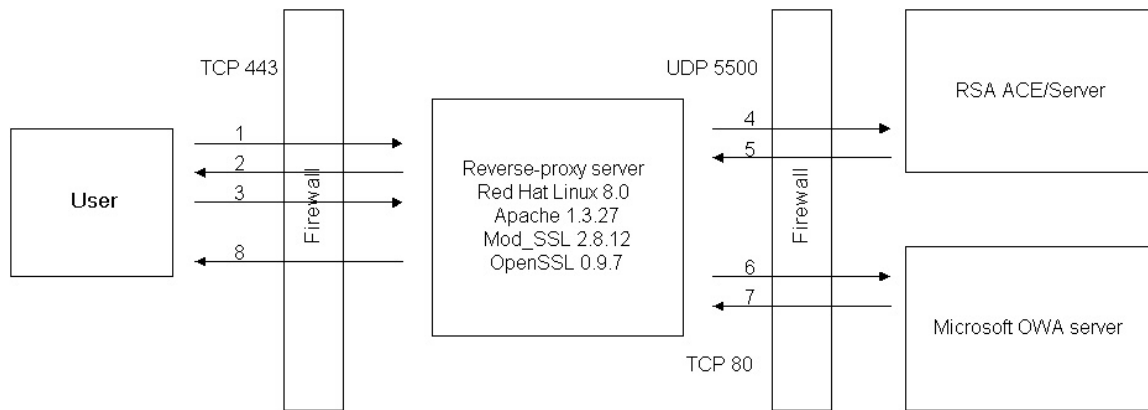 TCP 443
UDP 5500
RSA ACE/Server
1
2
3
8
User
Firewall
Reverse-proxy server
Red Hat Linux 8.0
Apache 1.3.27
Mod_SSL 2.8.12
OpenSSL 0.9.7
4
5
6
7
Firewall
Microsoft OWA server
TCP 80